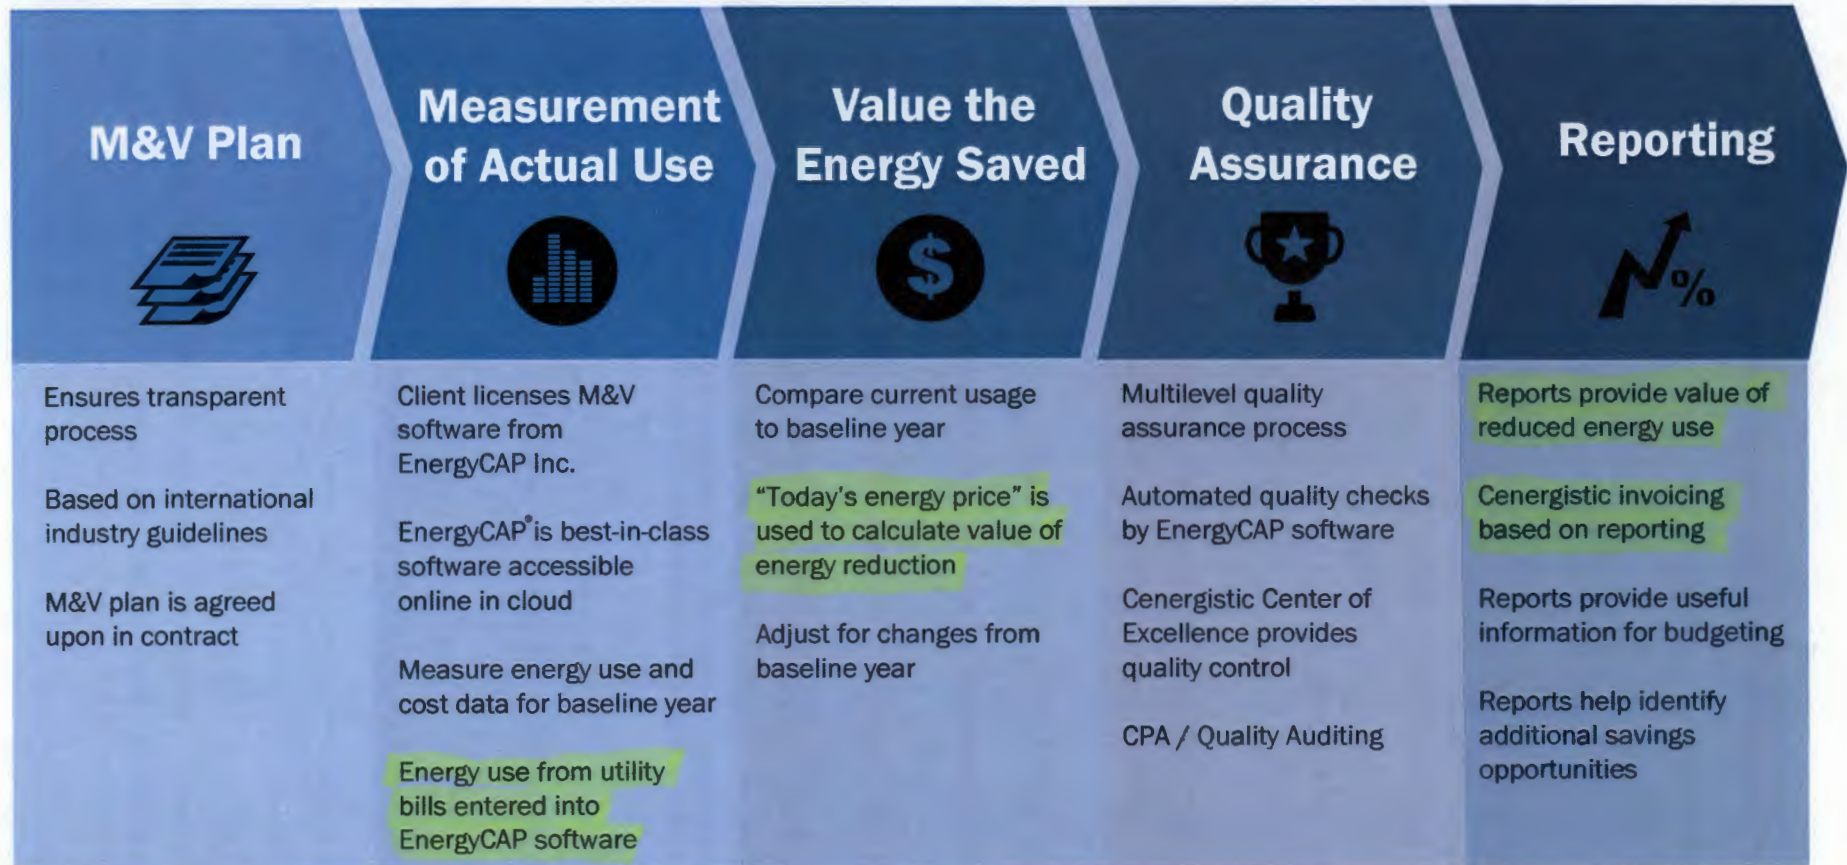 M&V Plan
Ensures transparent
process
Based on international
industry guidelines
M&V plan is agreed
upon in contract
Measurement
of Actual Use
Client licenses M&V
software from
EnergyCAP Inc.
EnergyCAP® is best-in-class
software accessible
online in cloud
Measure energy use and
cost data for baseline year
Energy use from utility
bills entered into
EnergyCAP software
Value the
Energy Saved
$
Compare current usage
to baseline year
“Today's energy price” is
used to calculate value of
energy reduction
Adjust for changes from
baseline year
Quality
Assurance
Multilevel quality
assurance process
Automated quality checks
by EnergyCAP software
Cenergistic Center of
Excellence provides
quality control
CPA / Quality Auditing
Reporting
%
Reports provide value of
reduced energy use
Cenergistic invoicing
based on reporting
Reports provide useful
information for budgeting
Reports help identify
additional savings
opportunities